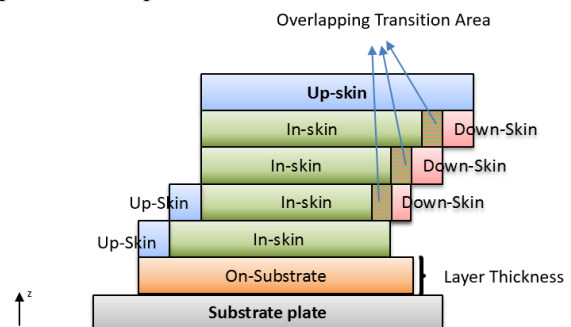 Overlapping Transition Area
Up-skin
In-skin Down-Skin
In-skin Down-Skin
Up-Skin In-skin Down-Skin
Up-Skin In-skin
On-Substrate Layer Thickness
z
Substrate plate